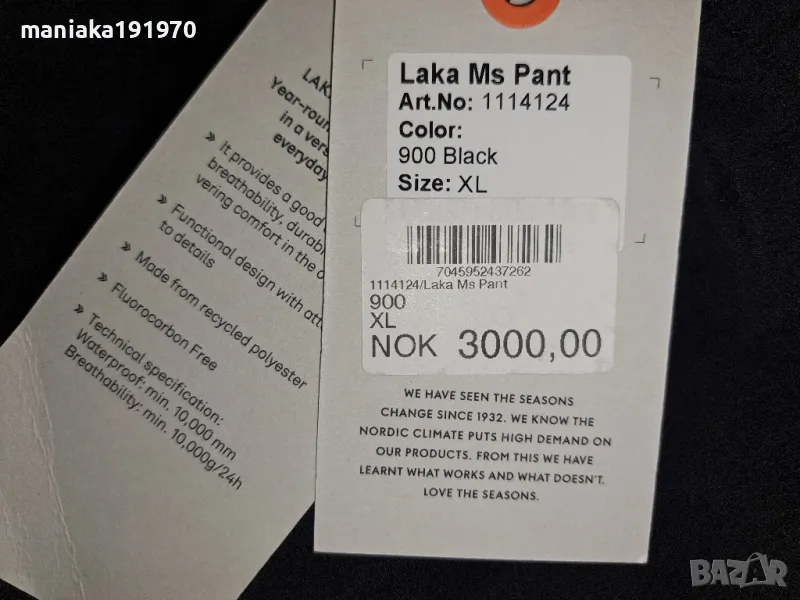 maniaka191970
LAK
Year-roun
in a vers
everyday
» It provides a good
breathability, durabi
vering comfort in the o
» Functional design with att
to details
» Made from recycled polyester
» Fluorocarbon Free
» Technical specification:
Waterproof: min. 10,000 mm
Breathability: min. 10,000g/24h
Laka Ms Pant
Art.No: 1114124
Color:
900 Black
Size: XL
7045952437262
1114124/Laka Ms Pant
900
XL
NOK 3000,00
WE HAVE SEEN THE SEASONS
CHANGE SINCE 1932. WE KNOW THE
NORDIC CLIMATE PUTS HIGH DEMAND ON
OUR PRODUCTS. FROM THIS WE HAVE
LEARNT WHAT WORKS AND WHAT DOESN'T.
LOVE THE SEASONS.
BAZAR